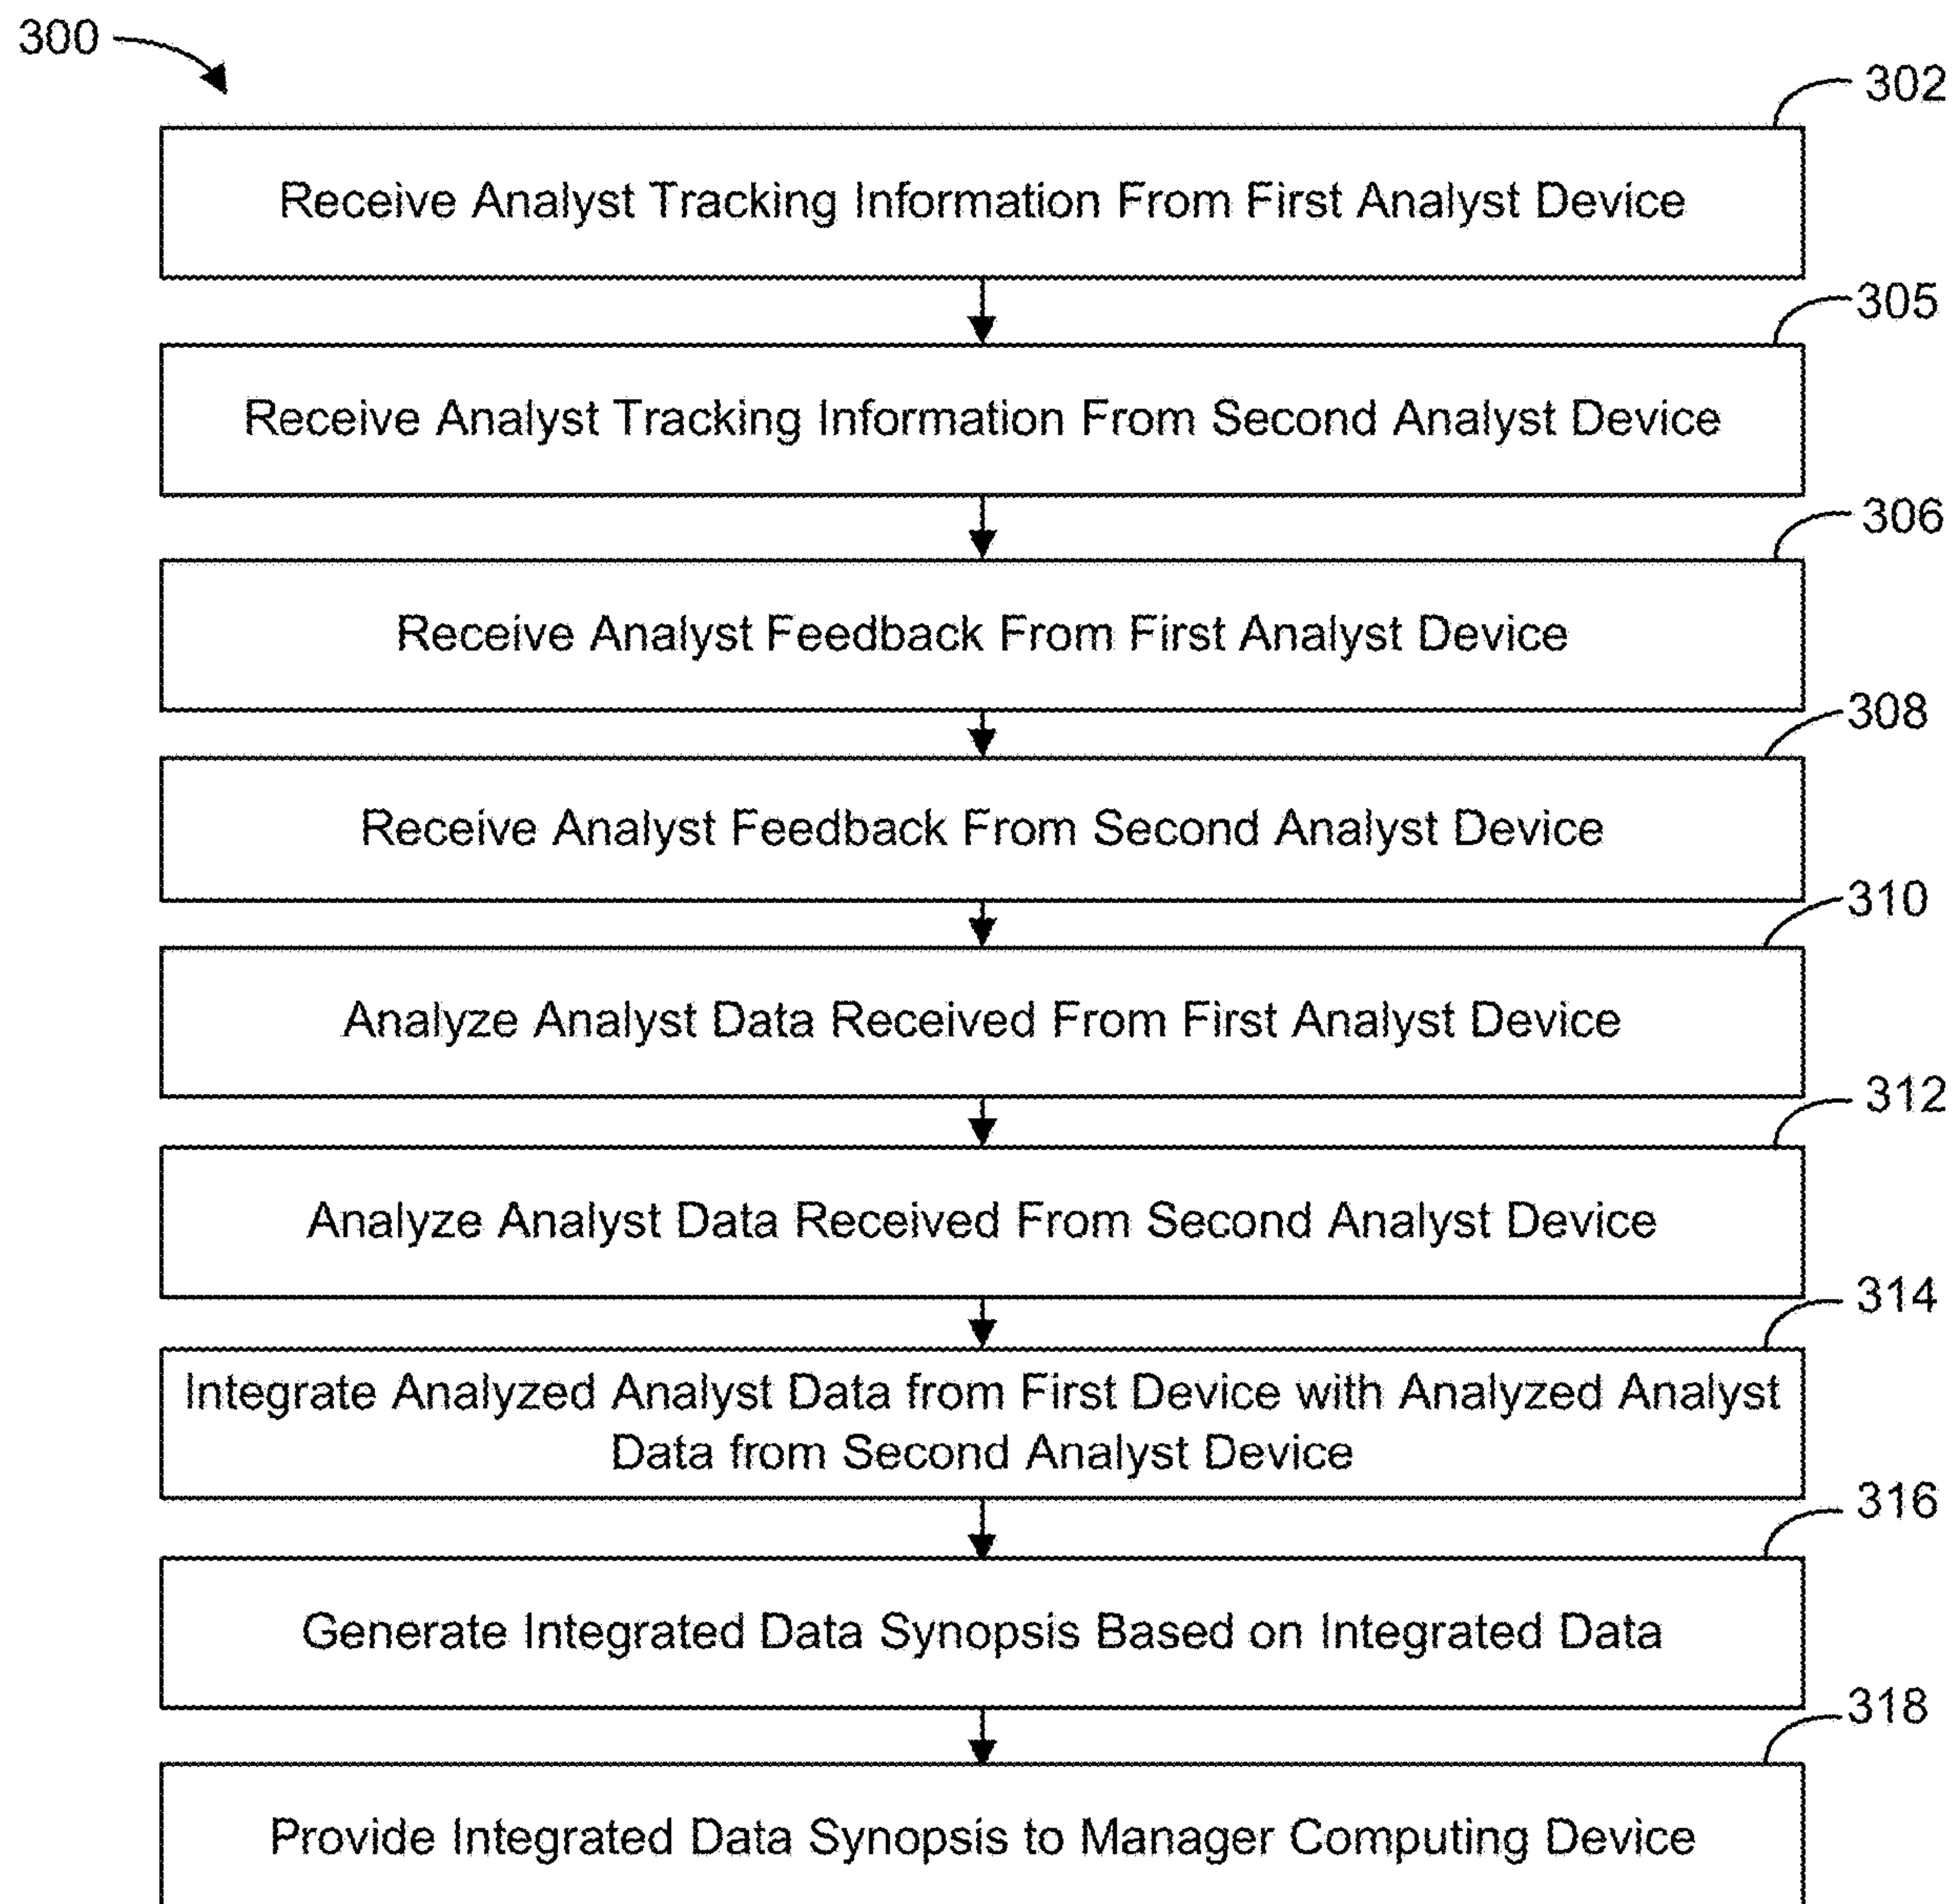 300
302
Receive Analyst Tracking Information From First Analyst Device
305
Receive Analyst Tracking Information From Second Analyst Device
306
Receive Analyst Feedback From First Analyst Device
308
Receive Analyst Feedback From Second Analyst Device
310
Analyze Analyst Data Received From First Analyst Device
312
Analyze Analyst Data Received From Second Analyst Device
314
Integrate Analyzed Analyst Data from First Device with Analyzed Analyst
Data from Second Analyst Device
316
Generate Integrated Data Synopsis Based on Integrated Data
318
Provide Integrated Data Synopsis to Manager Computing Device